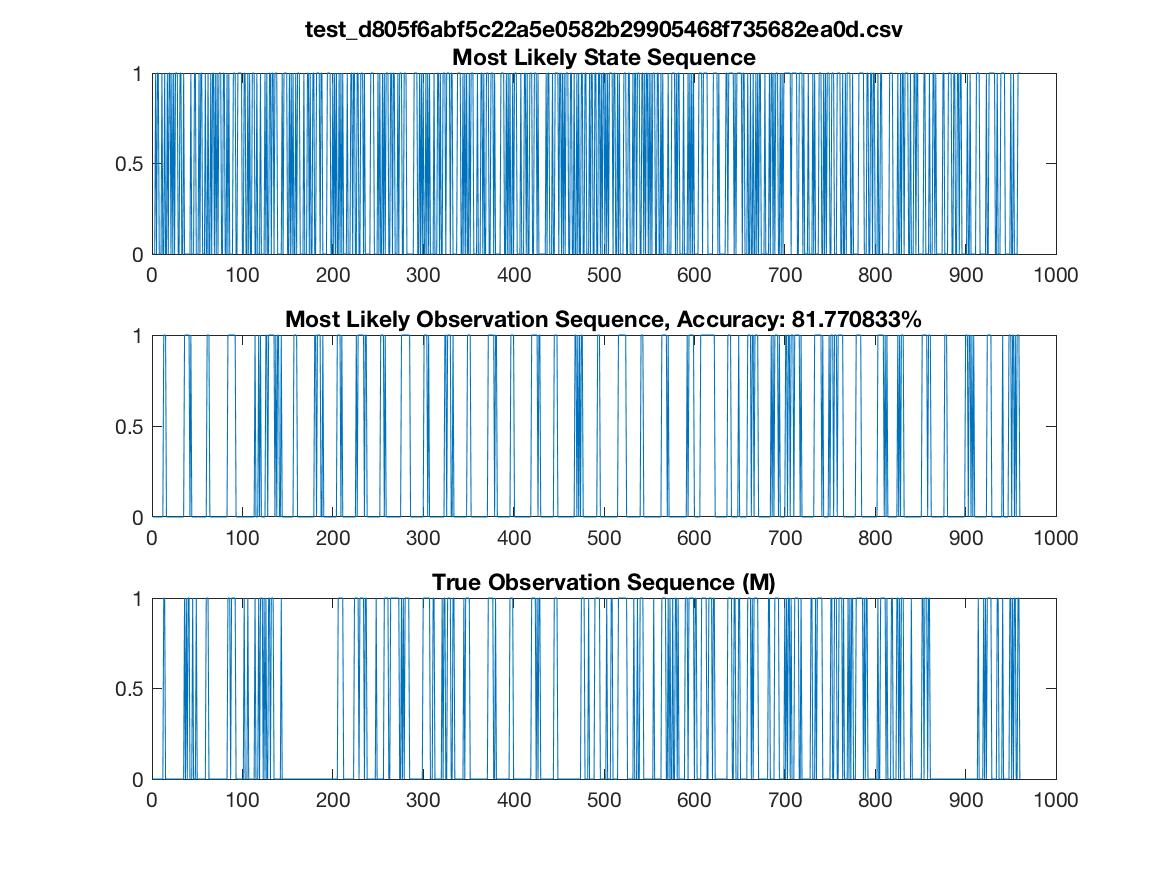 test_d805f6abf5c22a5e0582b29905468f735682ea0d.csv
Most Likely State Sequence
1
0.5
0
0 100 200 300 400 500 600 700 800 900 1000
Most Likely Observation Sequence, Accuracy: 81.770833%
1
0.5
0
0 100 200 300 400 500 600 700 800 900 1000
True Observation Sequence (M)
1
0.5
0
0 100 200 300 400 500 600 700 800 900 1000